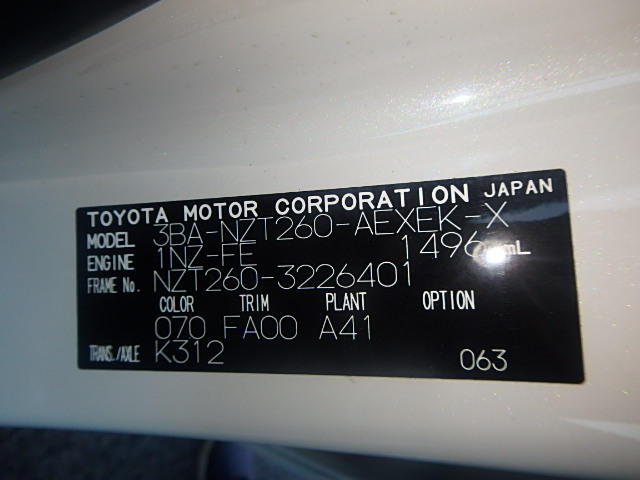 TOYOTA MOTOR CORPORATION JAPAN
MODEL 3BA-NZT260-AEXEK-X
ENGINE 1NZ-FE 1496 mL
FRAME No. NZT260-3226401
COLOR TRIM PLANT OPTION
070 FA00 A41
TRANS./AXLE K312 063